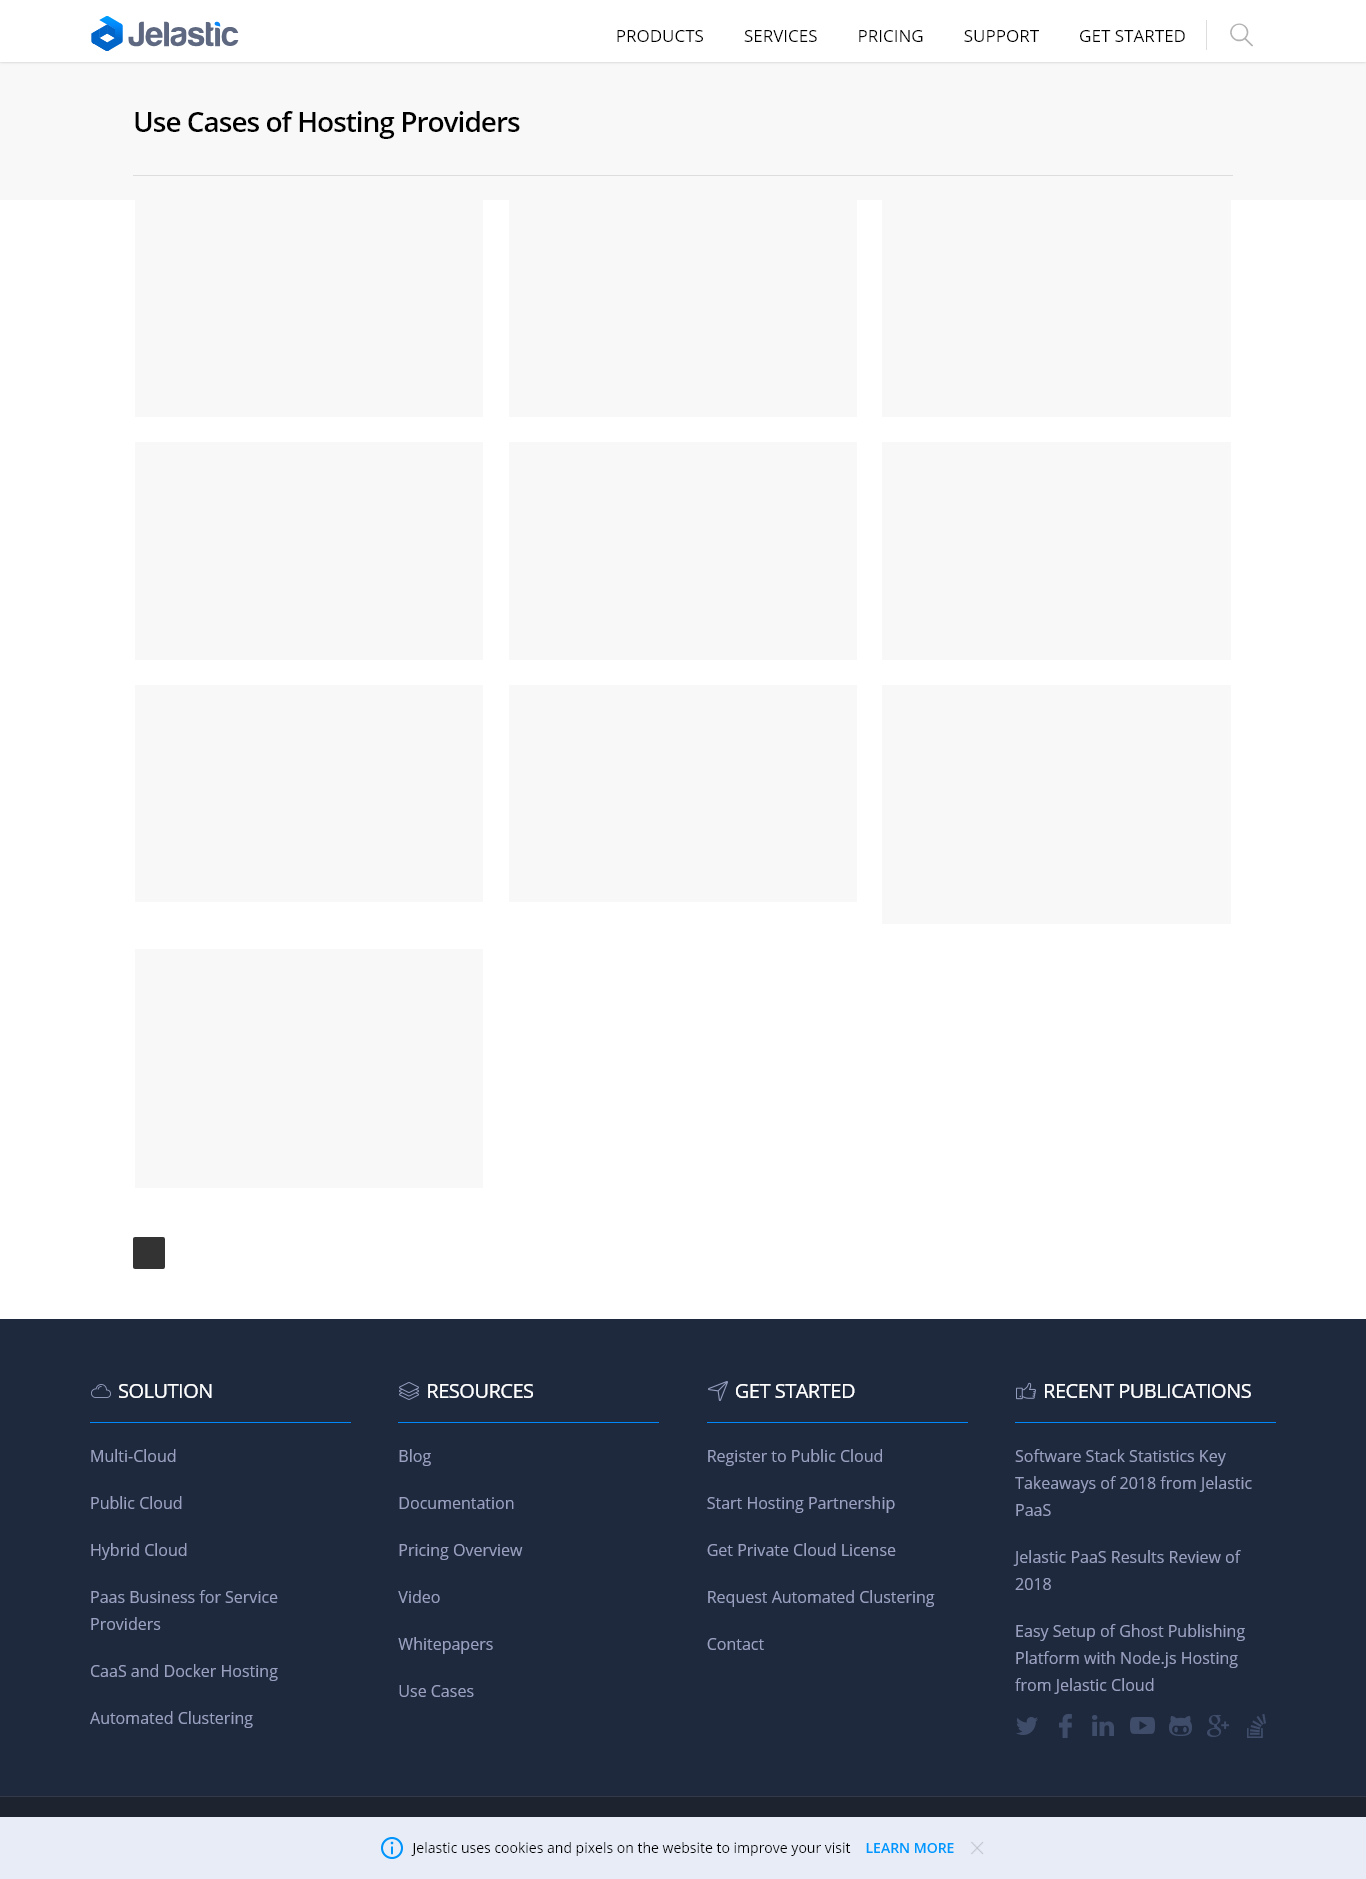 Jelastic
PRODUCTS
SERVICES
PRICING
SUPPORT
GET STARTED
Use Cases of Hosting Providers
SOLUTION
Multi-Cloud
Public Cloud
Hybrid Cloud
Paas Business for Service
Providers
CaaS and Docker Hosting
Automated Clustering
RESOURCES
Blog
Documentation
Pricing Overview
Video
Whitepapers
Use Cases
GET STARTED
Register to Public Cloud
Start Hosting Partnership
Get Private Cloud License
Request Automated Clustering
Contact
RECENT PUBLICATIONS
Software Stack Statistics Key
Takeaways of 2018 from Jelastic
PaaS
Jelastic PaaS Results Review of
2018
Easy Setup of Ghost Publishing
Platform with Node.js Hosting
from Jelastic Cloud
Jelastic uses cookies and pixels on the website to improve your visit LEARN MORE